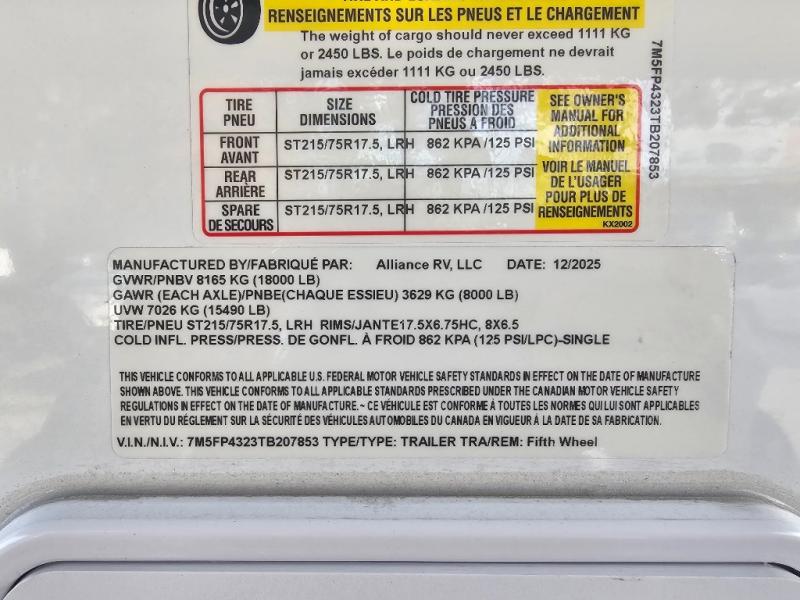 RENSEIGNEMENTS SUR LES PNEUS ET LE CHARGEMENT
The weight of cargo should never exceed 1111 KG
or 2450 LBS. Le poids de chargement ne devrait
jamais excéder 1111 KG ou 2450 LBS.
TIRE PNEU SIZE DIMENSIONS COLD TIRE PRESSURE PRESSION DES PNEUS À FROID
FRONT AVANT ST215/75R17.5, LRH 862 KPA /125 PSI
REAR ARRIÈRE ST215/75R17.5, LRH 862 KPA /125 PSI
SPARE DE SECOURS ST215/75R17.5, LRH 862 KPA /125 PSI
SEE OWNER'S
MANUAL FOR
ADDITIONAL
INFORMATION
VOIR LE MANUEL
DE L'USAGER
POUR PLUS DE
RENSEIGNEMENTS
KX2002
7M5FP4323TB207853
MANUFACTURED BY/FABRIQUÉ PAR: Alliance RV, LLC DATE: 12/2025
GVWR/PNBV 8165 KG (18000 LB)
GAWR (EACH AXLE)/PNBE(CHAQUE ESSIEU) 3629 KG (8000 LB)
UVW 7026 KG (15490 LB)
TIRE/PNEU ST215/75R17.5, LRH RIMS/JANTE17.5X6.75HC, 8X6.5
COLD INFL. PRESS/PRESS. DE GONFL. À FROID 862 KPA (125 PSI/LPC)-SINGLE
THIS VEHICLE CONFORMS TO ALL APPLICABLE U.S. FEDERAL MOTOR VEHICLE SAFETY STANDARDS IN EFFECT ON THE DATE OF MANUFACTURE
SHOWN ABOVE. THIS VEHICLE CONFORMS TO ALL APPLICABLE STANDARDS PRESCRIBED UNDER THE CANADIAN MOTOR VEHICLE SAFETY
REGULATIONS IN EFFECT ON THE DATE OF MANUFACTURE.~ CE VÉHICULE EST CONFORME À TOUTES LES NORMES QUI LUI SONT APPLICABLES
EN VERTU DU RÉGLEMENT SUR LA SÉCURITÉ DES VÉHICULES AUTOMOBILES DU CANADA EN VIGUEUR À LA DATE DE SA FABRICATION.
V.I.N./N.I.V.: 7M5FP4323TB207853 TYPE/TYPE: TRAILER TRA/REM: Fifth Wheel